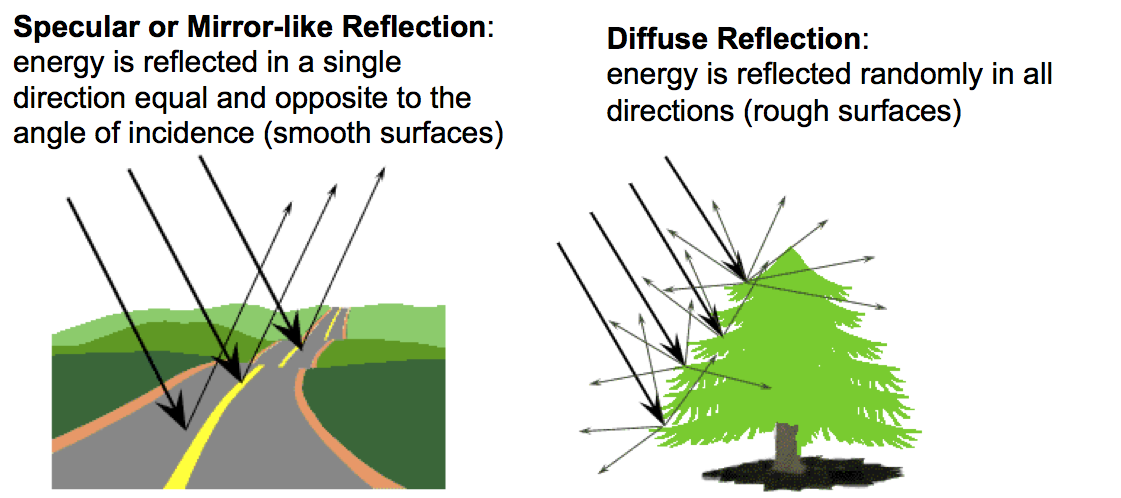 Specular or Mirror-like Reflection:
energy is reflected in a single
direction equal and opposite to the
angle of incidence (smooth surfaces)
Diffuse Reflection:
energy is reflected randomly in all
directions (rough surfaces)